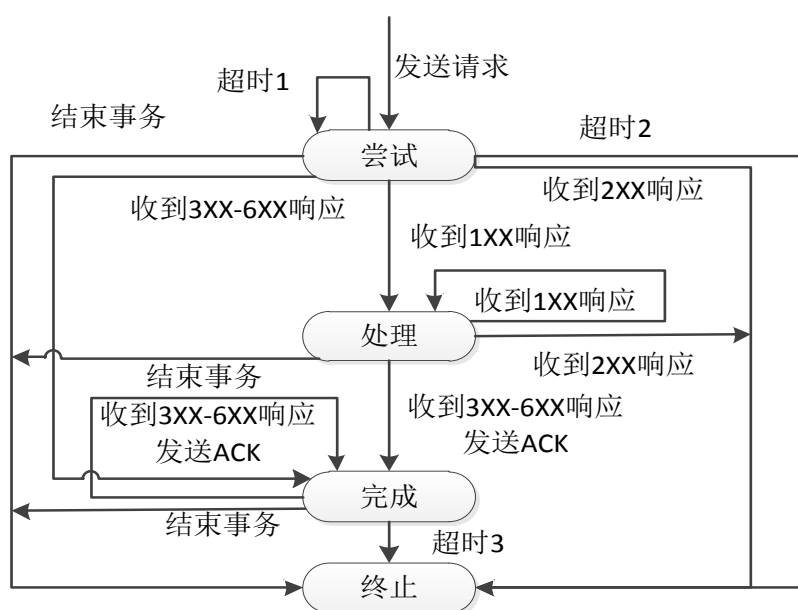 发送请求
超时1
结束事务
超时2
尝试
收到2XX响应
收到3XX-6XX响应
收到1XX响应
收到1XX响应
处理
收到2XX响应
结束事务
收到3XX-6XX响应
发送ACK
收到3XX-6XX响应
发送ACK
完成
结束事务
超时3
终止